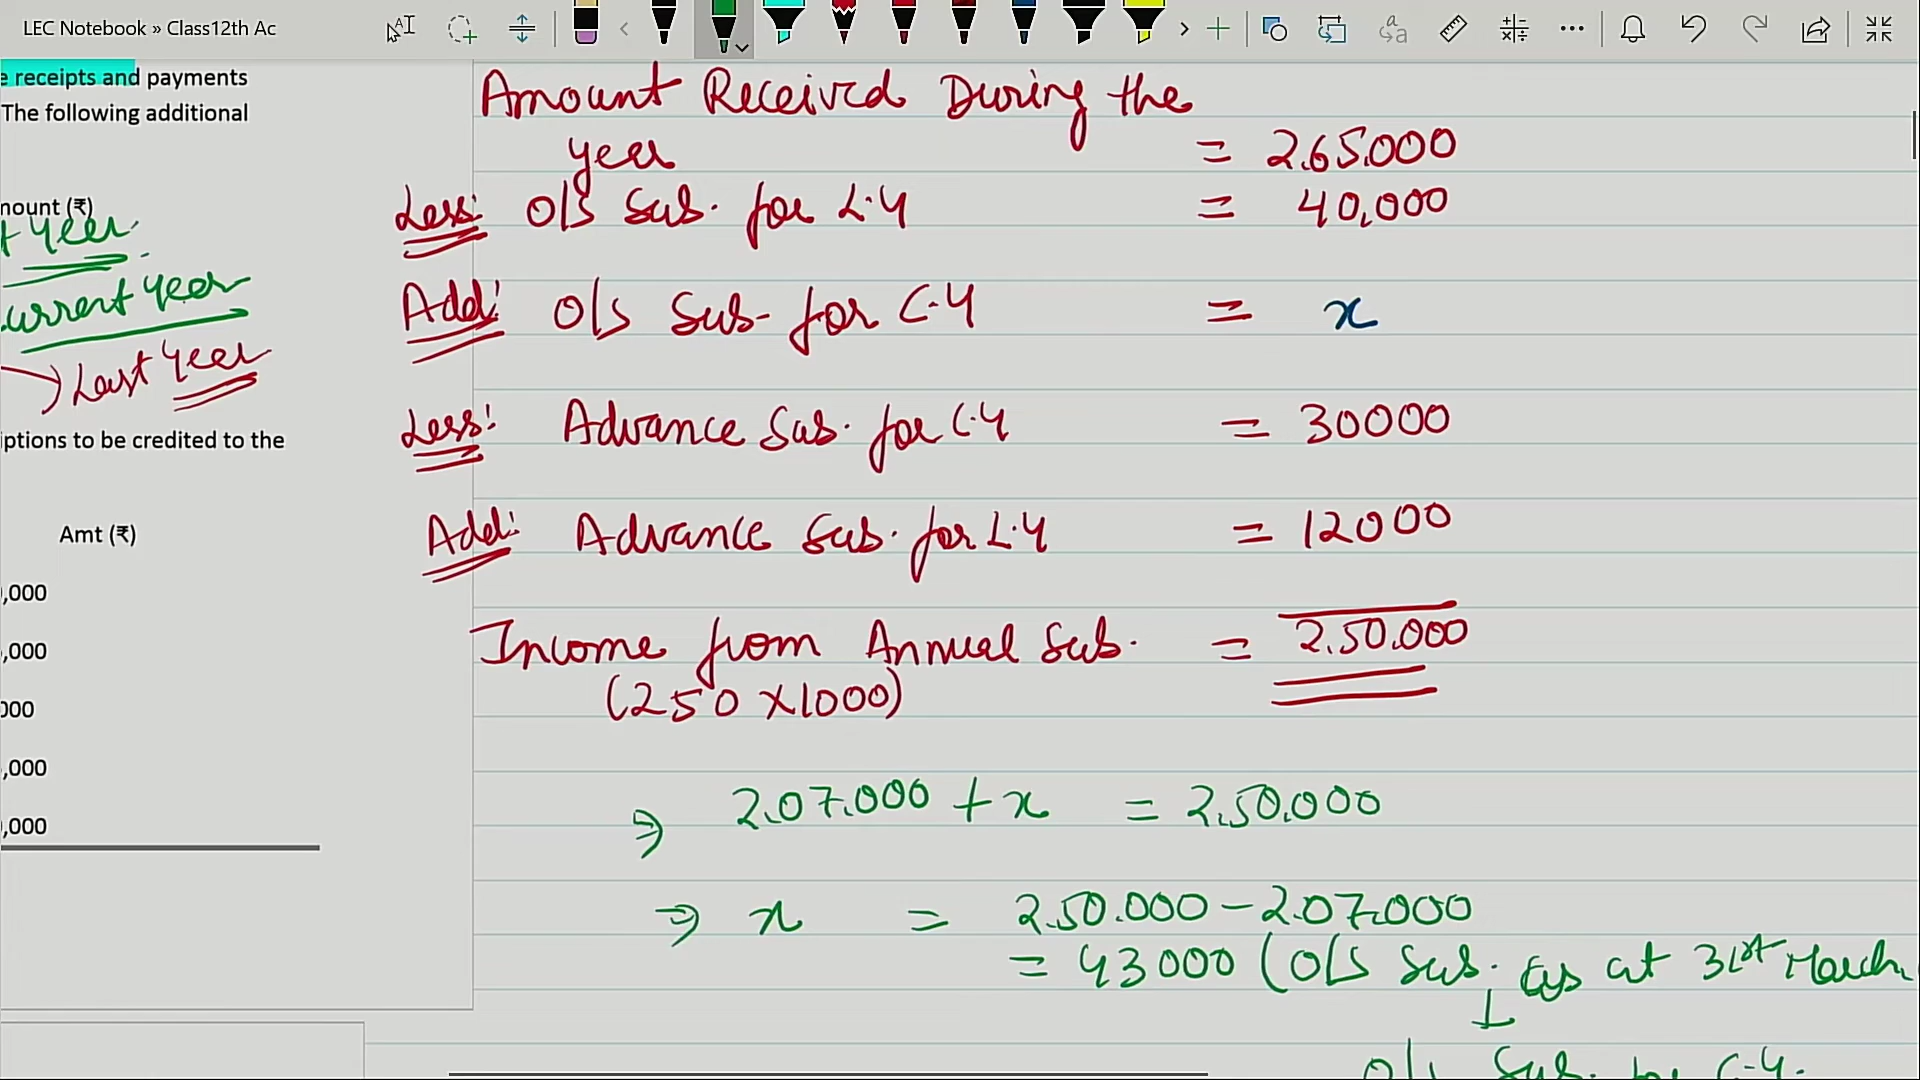 LEC Notebook » Class12th Ac
e receipts and payments
The following additional
nount (₹)
t Year
current year
Last Year
iptions to be credited to the
Amt (₹)
,000
,000
000
,000
,000
Amount Received During the
year = 2,65,000
Less: O/s Sub. for L.Y = 40,000
Add: O/s Sub. for C.Y = x
Less: Advance Sub. for C.Y = 30000
Add: Advance Sub. for L.Y = 12000
Income from Annual Sub. = 2,50,000
(250 X 1000)
⇒ 2,07,000 + x = 2,50,000
⇒ x = 2,50,000 - 2,07,000
= 43000 (O/s Sub. as at 31st March
O/s Sub. for C.Y.